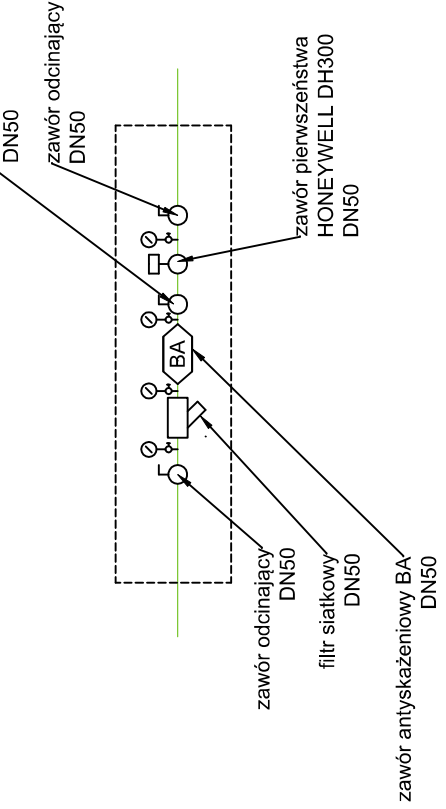 DN50
zawór odcinający
DN50
zawór pierwszeństwa
HONEYWELL DH300
DN50
BA
zawór odcinający
DN50
filtr siatkowy
DN50
zawór antyskażeniowy BA
DN50